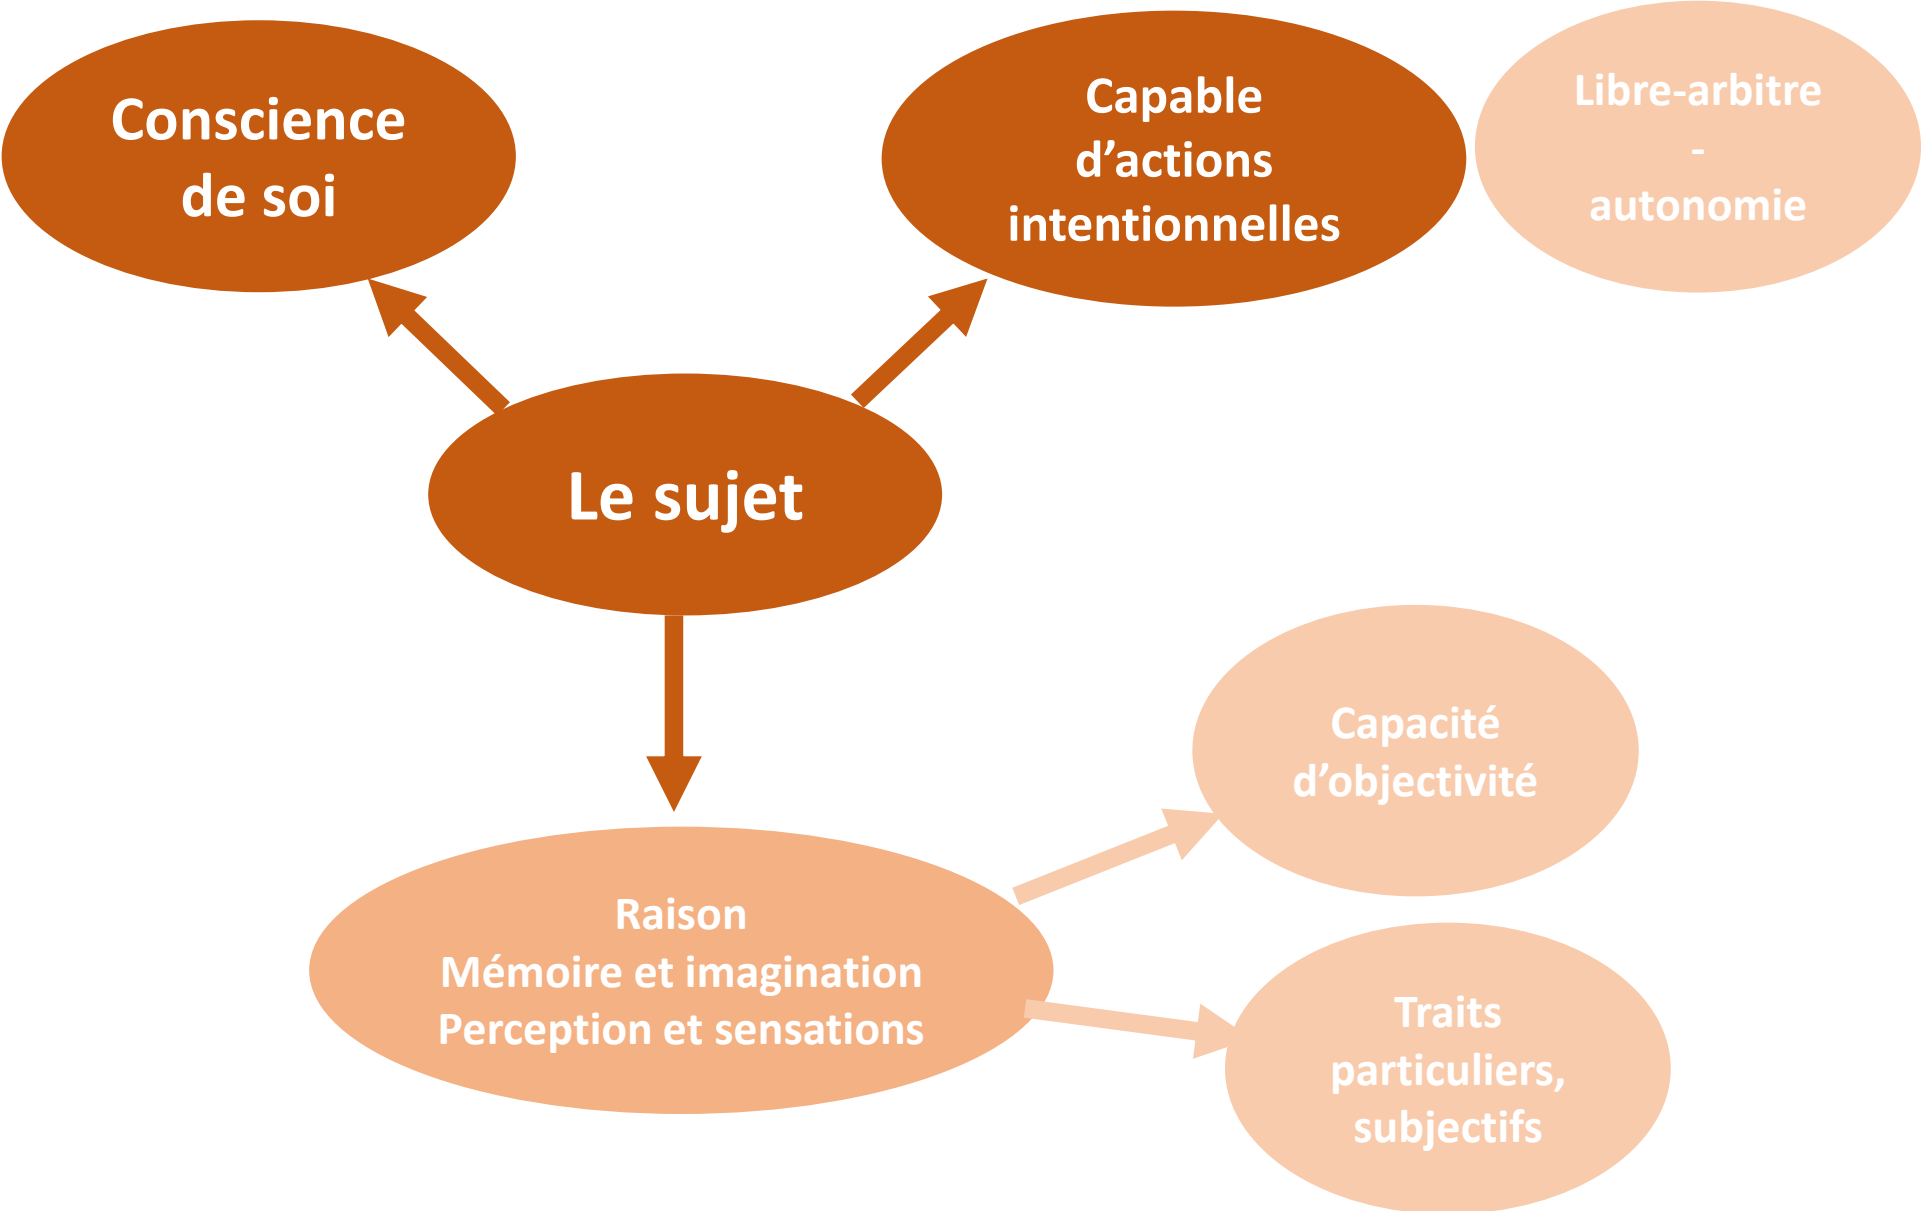 Conscience
de soi
Capable
d’actions
intentionnelles
Libre-arbitre
-
autonomie
Le sujet
Capacité
d’objectivité
Raison
Mémoire et imagination
Perception et sensations
Traits
particuliers,
subjectifs